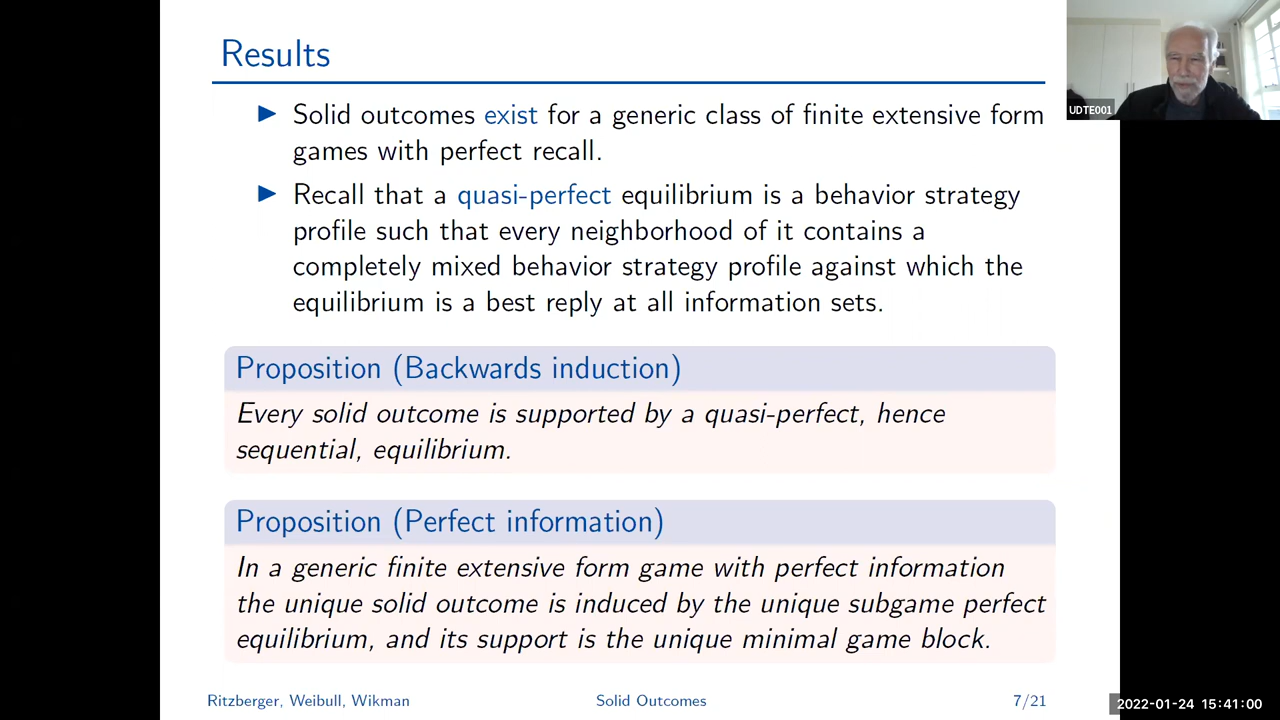 Results
▶ Solid outcomes exist for a generic class of finite extensive form
games with perfect recall.
▶ Recall that a quasi-perfect equilibrium is a behavior strategy
profile such that every neighborhood of it contains a
completely mixed behavior strategy profile against which the
equilibrium is a best reply at all information sets.
Proposition (Backwards induction)
Every solid outcome is supported by a quasi-perfect, hence
sequential, equilibrium.
Proposition (Perfect information)
In a generic finite extensive form game with perfect information
the unique solid outcome is induced by the unique subgame perfect
equilibrium, and its support is the unique minimal game block.
Ritzberger, Weibull, Wikman
Solid Outcomes
7/21
UDTE001
2022-01-24 15:41:00